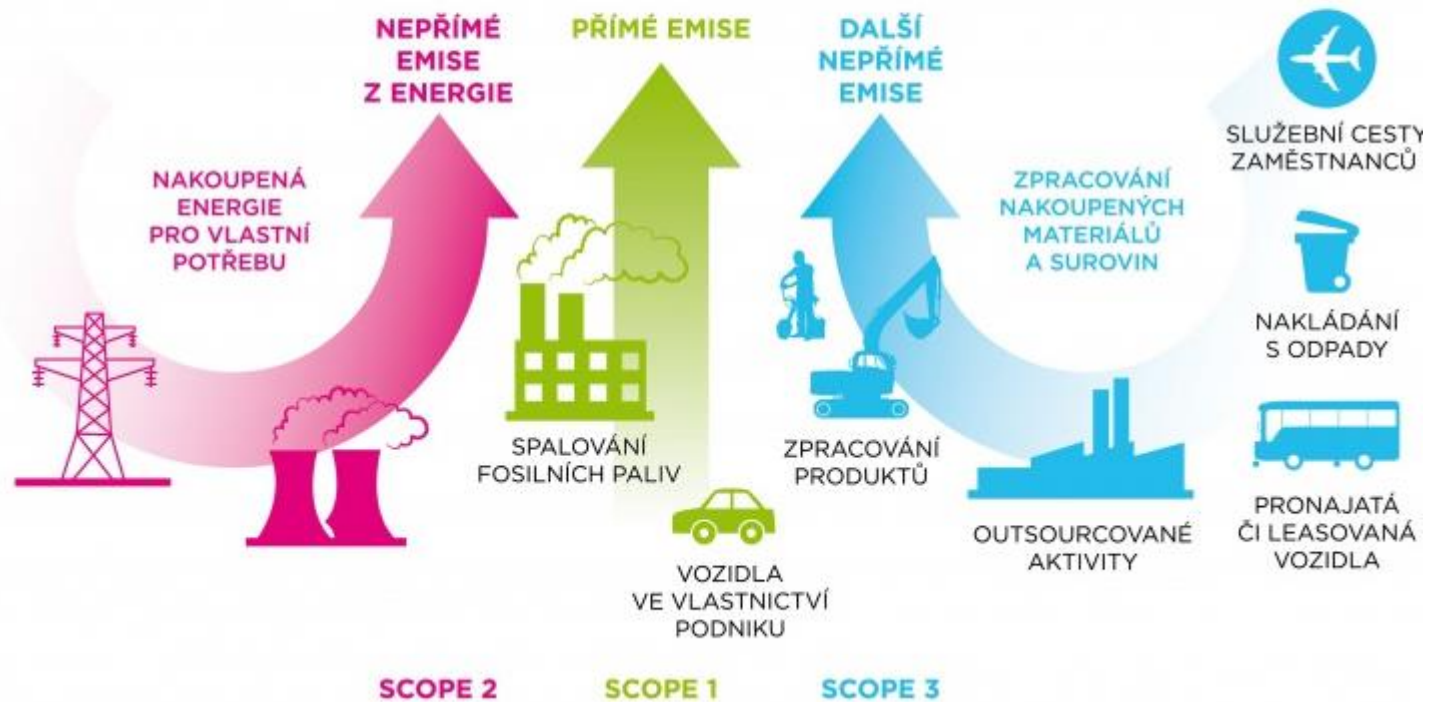 NEPŘÍMÉ
EMISE
Z ENERGIE
PŘÍMÉ EMISE
DALŠÍ
NEPŘÍMÉ
EMISE
NAKOUPENÁ
ENERGIE
PRO VLASTNÍ
POTŘEBU
ZPRACOVÁNÍ
NAKOUPENÝCH
MATERIÁLŮ
A SUROVIN
SLUŽEBNÍ CESTY
ZAMĚSTNANCŮ
NAKLÁDÁNÍ
S ODPADY
SPALOVÁNÍ
FOSILNÍCH PALIV
ZPRACOVÁNÍ
PRODUKTŮ
OUTSOURCOVANÉ
AKTIVITY
PRONAJATÁ
ČI LEASOVANÁ
VOZIDLA
VOZIDLA
VE VLASTNICTVÍ
PODNIKU
SCOPE 2
SCOPE 1
SCOPE 3